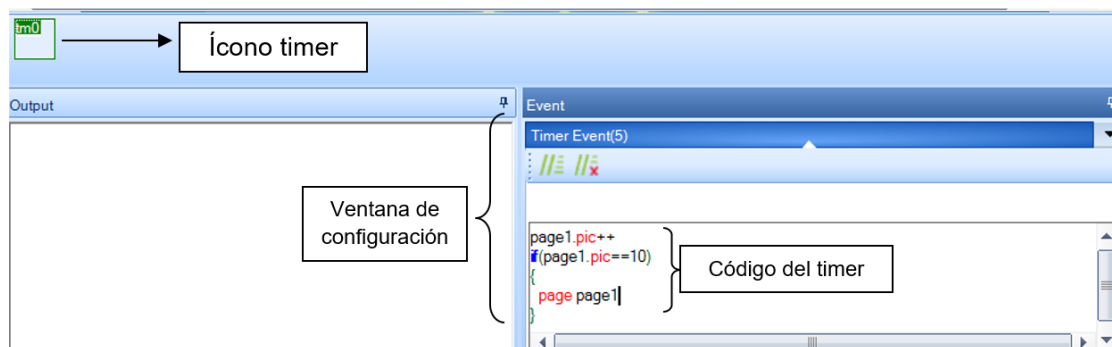 tm0
Ícono timer
Output
Event
Timer Event(5)
Ventana de
configuración
page1.pic++
if(page1.pic==10)
{
page page1
}
Código del timer